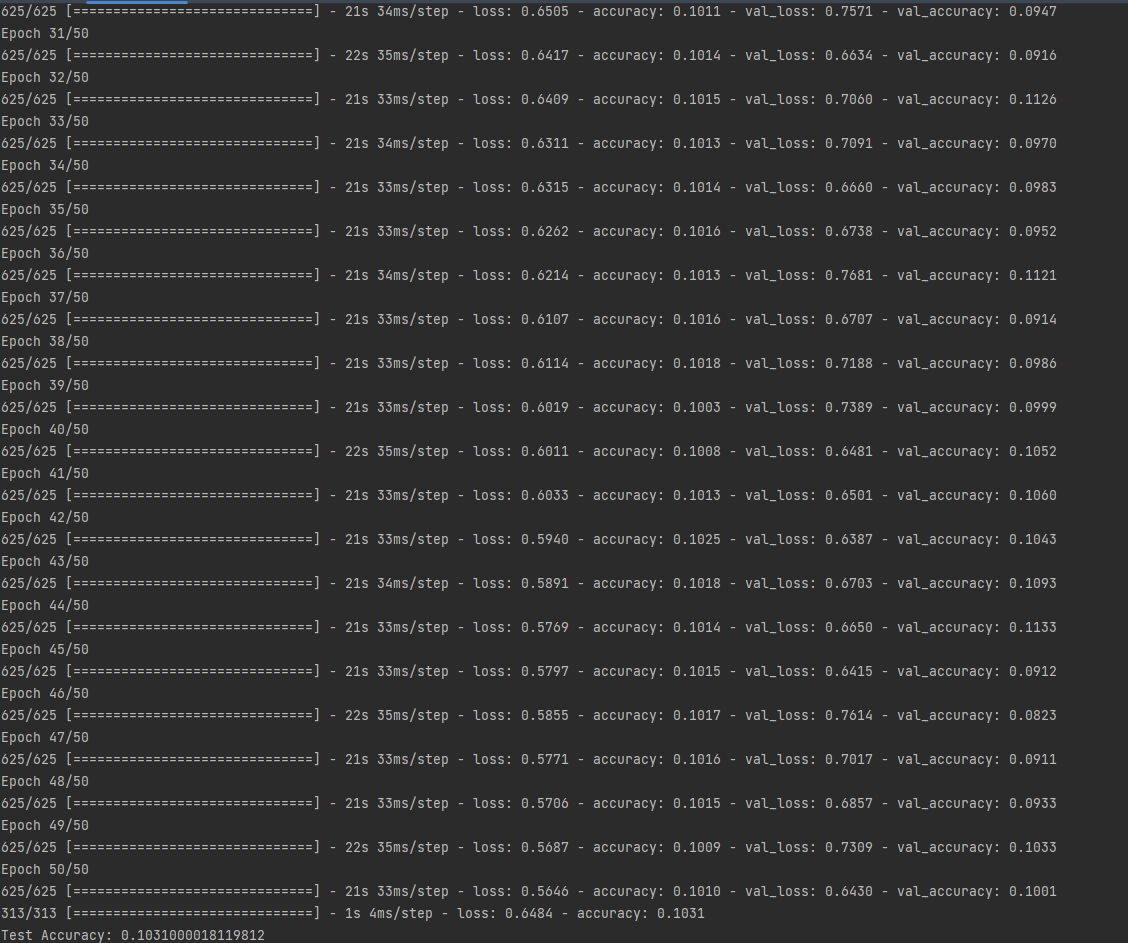 625/625 [==============================] - 21s 34ms/step - loss: 0.6505 - accuracy: 0.1011 - val_loss: 0.7571 - val_accuracy: 0.0947
Epoch 31/50
625/625 [==============================] - 22s 35ms/step - loss: 0.6417 - accuracy: 0.1014 - val_loss: 0.6634 - val_accuracy: 0.0916
Epoch 32/50
625/625 [==============================] - 21s 33ms/step - loss: 0.6409 - accuracy: 0.1015 - val_loss: 0.7060 - val_accuracy: 0.1126
Epoch 33/50
625/625 [==============================] - 21s 34ms/step - loss: 0.6311 - accuracy: 0.1013 - val_loss: 0.7091 - val_accuracy: 0.0970
Epoch 34/50
625/625 [==============================] - 21s 33ms/step - loss: 0.6315 - accuracy: 0.1014 - val_loss: 0.6660 - val_accuracy: 0.0983
Epoch 35/50
625/625 [==============================] - 21s 33ms/step - loss: 0.6262 - accuracy: 0.1016 - val_loss: 0.6738 - val_accuracy: 0.0952
Epoch 36/50
625/625 [==============================] - 21s 34ms/step - loss: 0.6214 - accuracy: 0.1013 - val_loss: 0.7681 - val_accuracy: 0.1121
Epoch 37/50
625/625 [==============================] - 21s 33ms/step - loss: 0.6107 - accuracy: 0.1016 - val_loss: 0.6707 - val_accuracy: 0.0914
Epoch 38/50
625/625 [==============================] - 21s 33ms/step - loss: 0.6114 - accuracy: 0.1018 - val_loss: 0.7188 - val_accuracy: 0.0986
Epoch 39/50
625/625 [==============================] - 21s 33ms/step - loss: 0.6019 - accuracy: 0.1003 - val_loss: 0.7389 - val_accuracy: 0.0999
Epoch 40/50
625/625 [==============================] - 22s 35ms/step - loss: 0.6011 - accuracy: 0.1008 - val_loss: 0.6481 - val_accuracy: 0.1052
Epoch 41/50
625/625 [==============================] - 21s 33ms/step - loss: 0.6033 - accuracy: 0.1013 - val_loss: 0.6501 - val_accuracy: 0.1060
Epoch 42/50
625/625 [==============================] - 21s 33ms/step - loss: 0.5940 - accuracy: 0.1025 - val_loss: 0.6387 - val_accuracy: 0.1043
Epoch 43/50
625/625 [==============================] - 21s 34ms/step - loss: 0.5891 - accuracy: 0.1018 - val_loss: 0.6703 - val_accuracy: 0.1093
Epoch 44/50
625/625 [==============================] - 21s 33ms/step - loss: 0.5769 - accuracy: 0.1014 - val_loss: 0.6650 - val_accuracy: 0.1133
Epoch 45/50
625/625 [==============================] - 21s 33ms/step - loss: 0.5797 - accuracy: 0.1015 - val_loss: 0.6415 - val_accuracy: 0.0912
Epoch 46/50
625/625 [==============================] - 22s 35ms/step - loss: 0.5855 - accuracy: 0.1017 - val_loss: 0.7614 - val_accuracy: 0.0823
Epoch 47/50
625/625 [==============================] - 21s 33ms/step - loss: 0.5771 - accuracy: 0.1016 - val_loss: 0.7017 - val_accuracy: 0.0911
Epoch 48/50
625/625 [==============================] - 21s 33ms/step - loss: 0.5706 - accuracy: 0.1015 - val_loss: 0.6857 - val_accuracy: 0.0933
Epoch 49/50
625/625 [==============================] - 22s 35ms/step - loss: 0.5687 - accuracy: 0.1009 - val_loss: 0.7309 - val_accuracy: 0.1033
Epoch 50/50
625/625 [==============================] - 21s 33ms/step - loss: 0.5646 - accuracy: 0.1010 - val_loss: 0.6430 - val_accuracy: 0.1001
313/313 [==============================] - 1s 4ms/step - loss: 0.6484 - accuracy: 0.1031
Test Accuracy: 0.1031000018119812